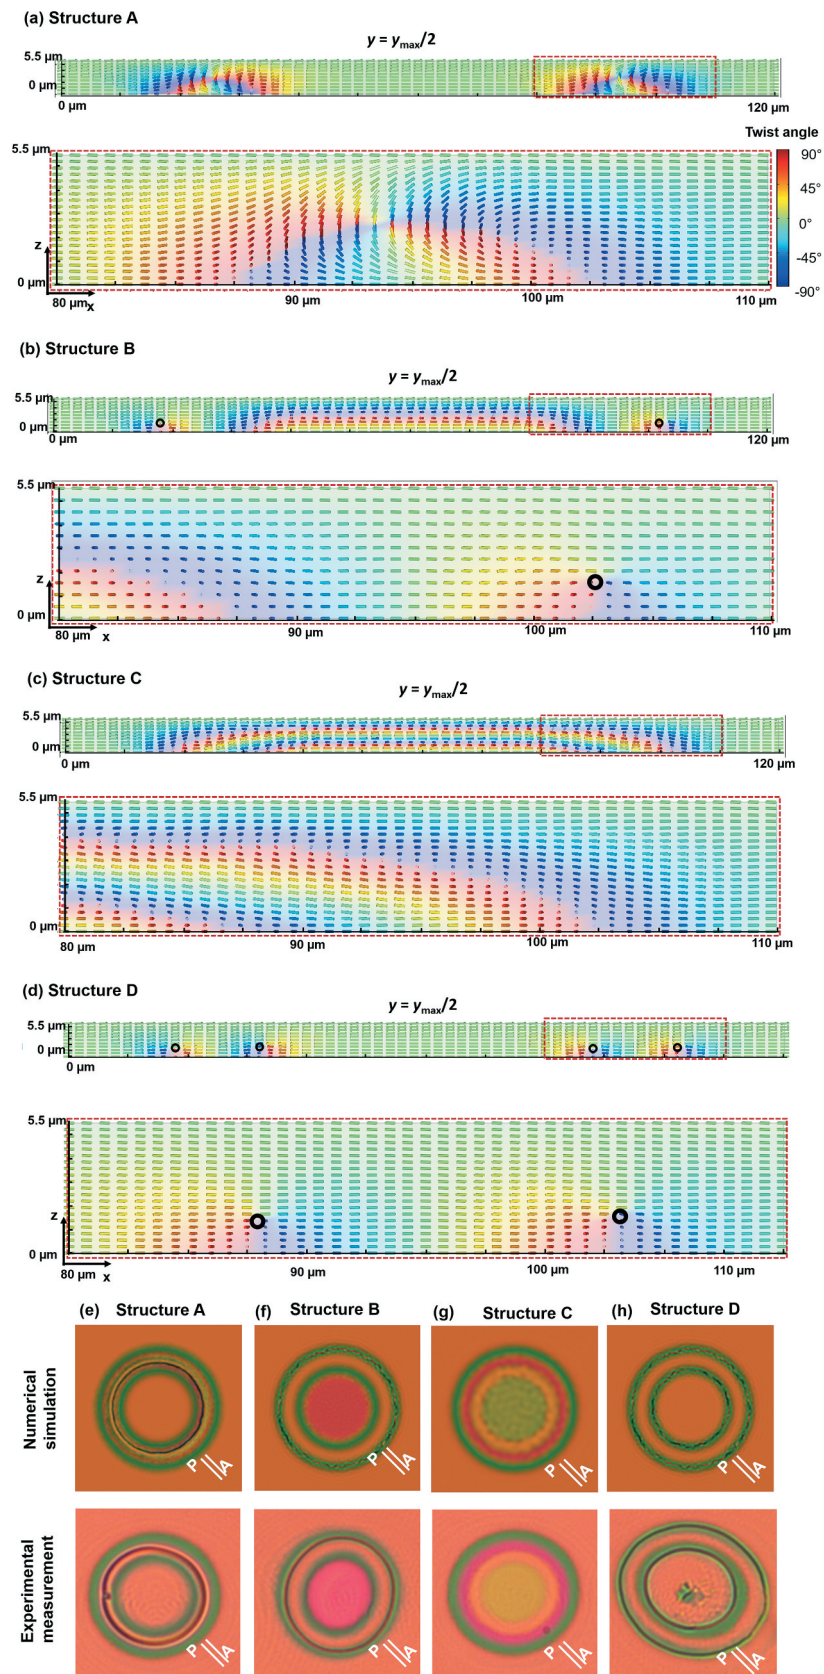 (a) Structure A
y = ymax/2
5.5 µm
0 µm
0 µm
120 µm
Twist angle
5.5 µm
90°
45°
0°
-45°
-90°
z
0 µm
80 µm
x
90 µm
100 µm
110 µm
(b) Structure B
y = ymax/2
5.5 µm
0 µm
0 µm
120 µm
5.5 µm
z
0 µm
80 µm
x
90 µm
100 µm
110 µm
(c) Structure C
y = ymax/2
5.5 µm
0 µm
0 µm
120 µm
5.5 µm
0 µm
80 µm
90 µm
100 µm
110 µm
(d) Structure D
y = ymax/2
5.5 µm
0 µm
0 µm
5.5 µm
z
0 µm
80 µm
x
90 µm
100 µm
110 µm
(e) Structure A
(f) Structure B
(g) Structure C
(h) Structure D
Numerical
simulation
P A
P A
P A
P A
Experimental
measurement
P A
P A
P A
P A